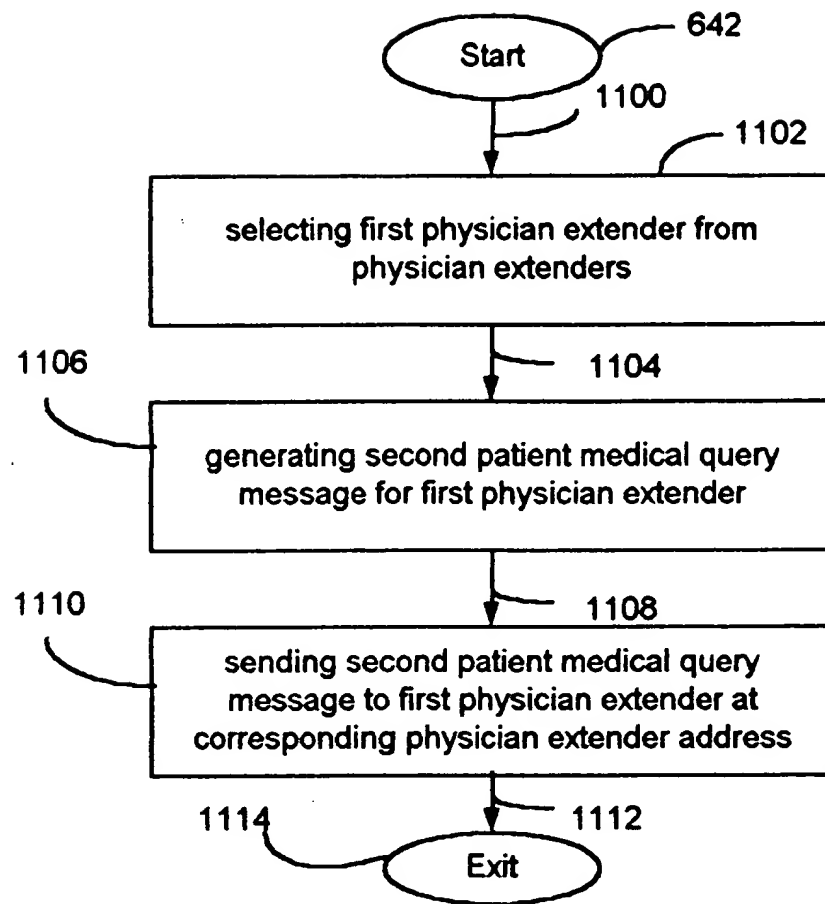 642
Start
1100
1102
selecting first physician extender from
physician extenders
1104
1106
generating second patient medical query
message for first physician extender
1108
1110
sending second patient medical query
message to first physician extender at
corresponding physician extender address
1112
1114
Exit